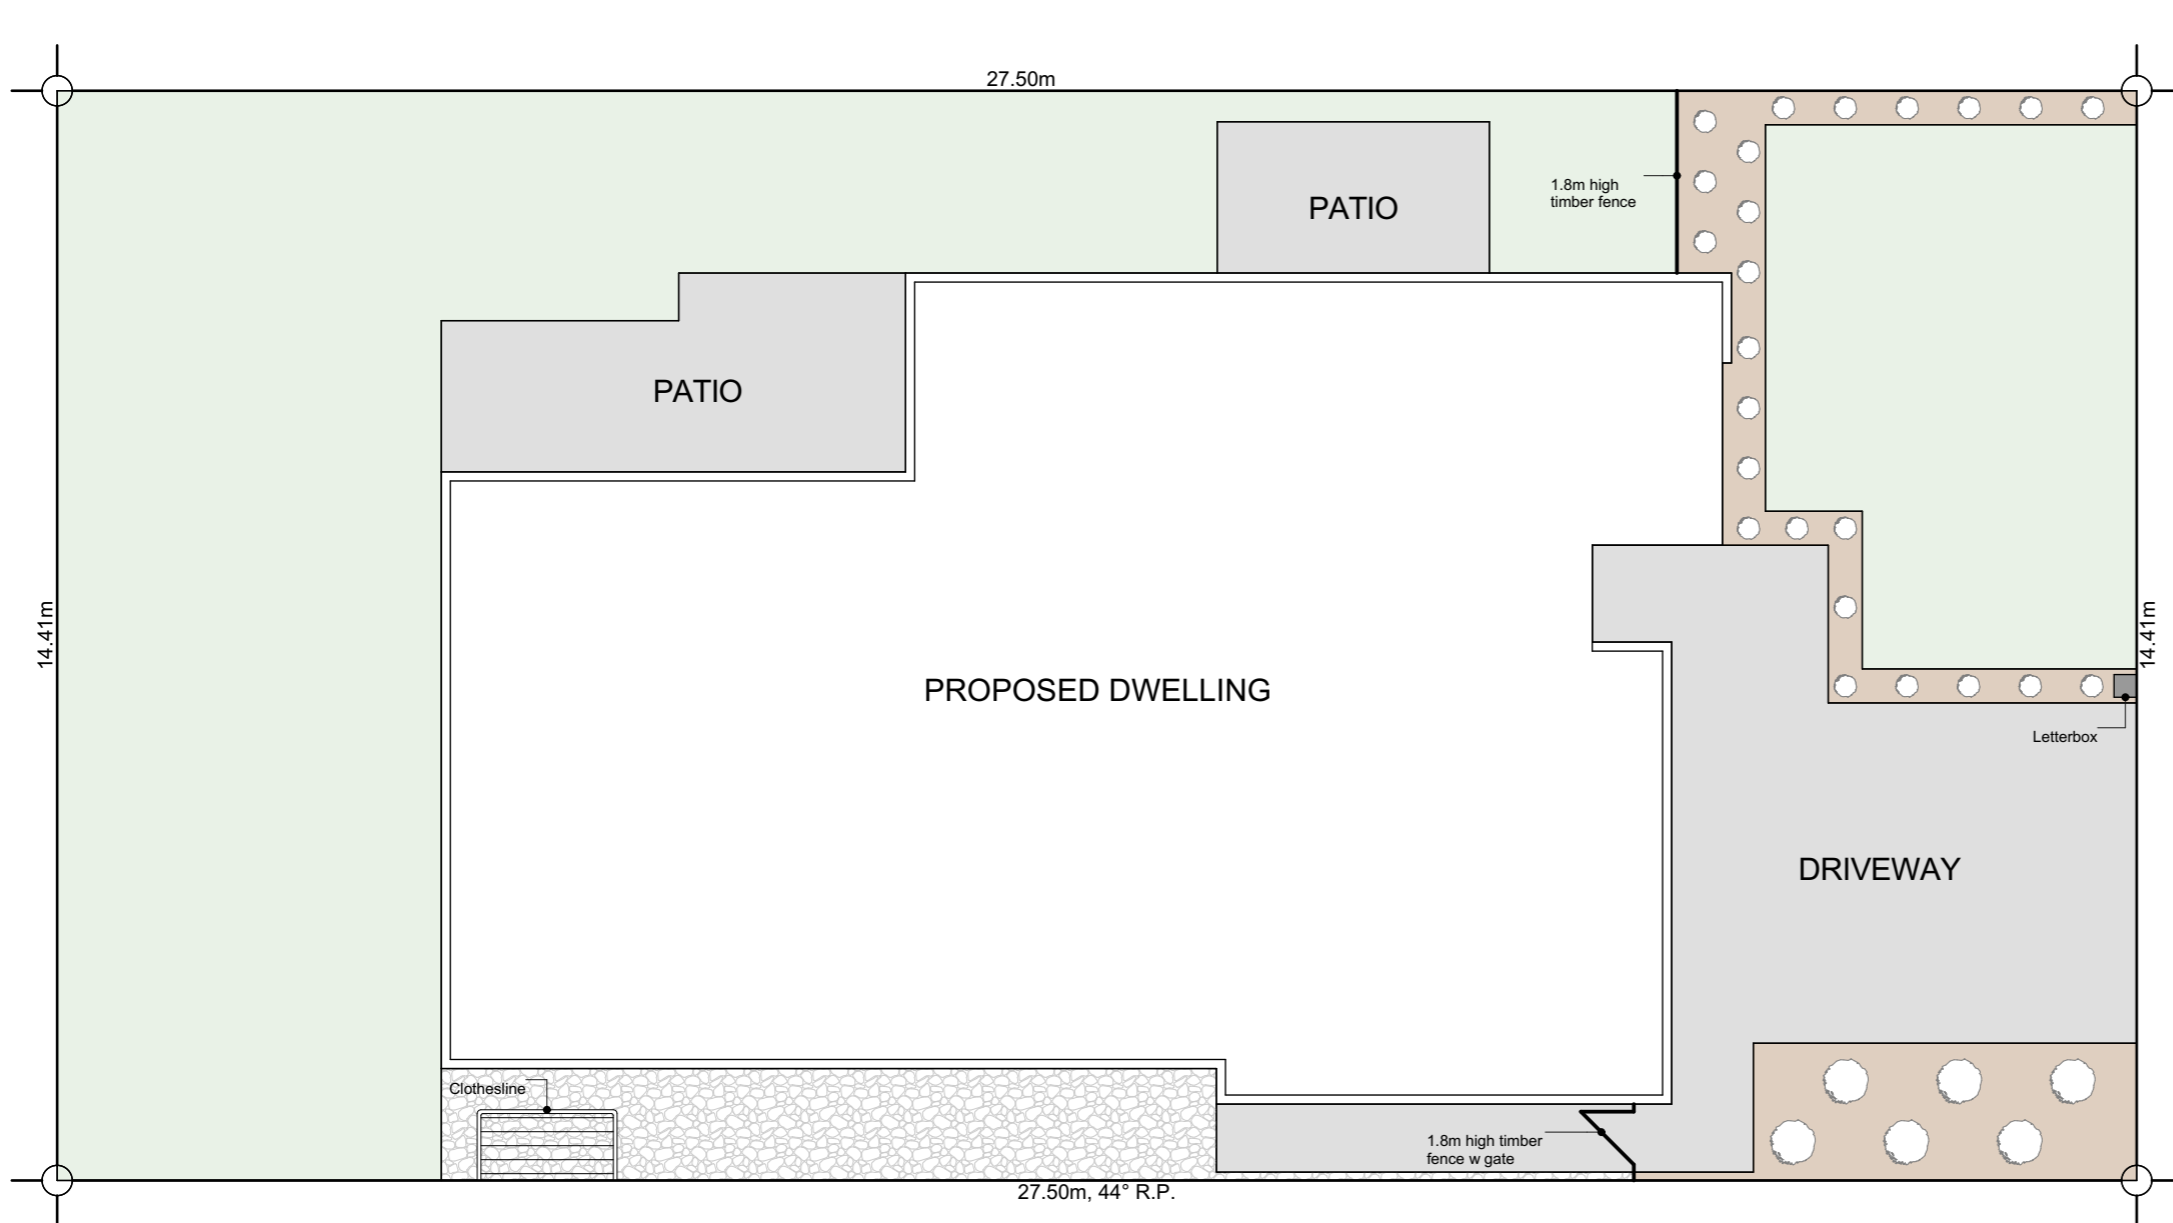 27.50m
1.8m high
timber fence
PATIO
PATIO
14.41m
14.41m
PROPOSED DWELLING
Letterbox
DRIVEWAY
Clothesline
1.8m high timber
fence w gate
27.50m, 44° R.P.